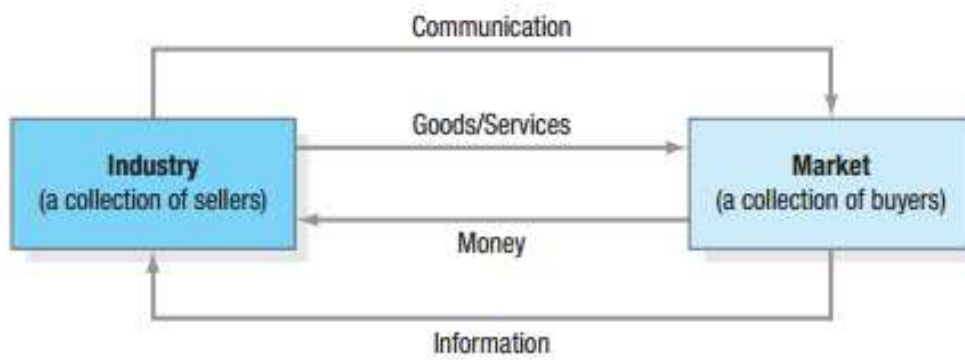 Communication
Goods/Services
Industry
(a collection of sellers)
Market
(a collection of buyers)
Money
Information